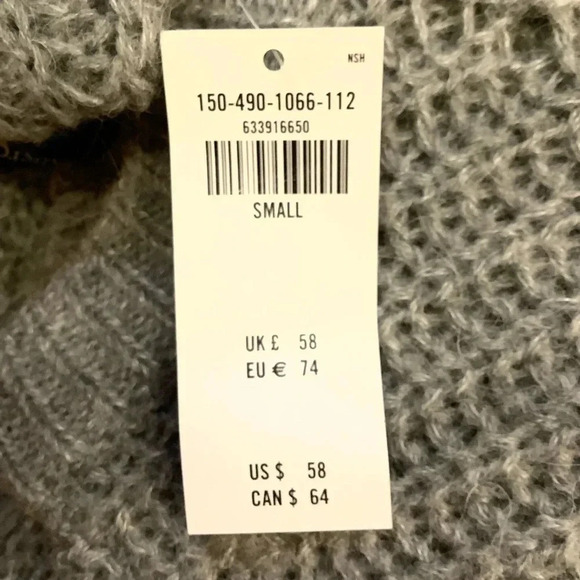 NSH
150-490-1066-112
633916650
SMALL
UK £ 58
EU € 74
US $ 58
CAN $ 64